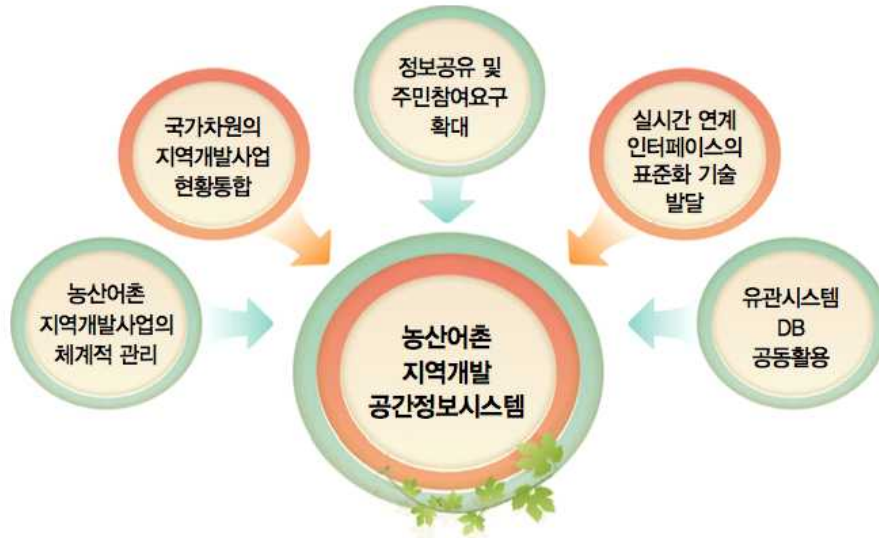 정보공유 및
주민참여요구
확대
국가차원의
지역개발사업
현황통합
실시간 연계
인터페이스의
표준화 기술
발달
농산어촌
지역개발사업의
체계적 관리
유관시스템
DB
공동활용
농산어촌
지역개발
공간정보시스템